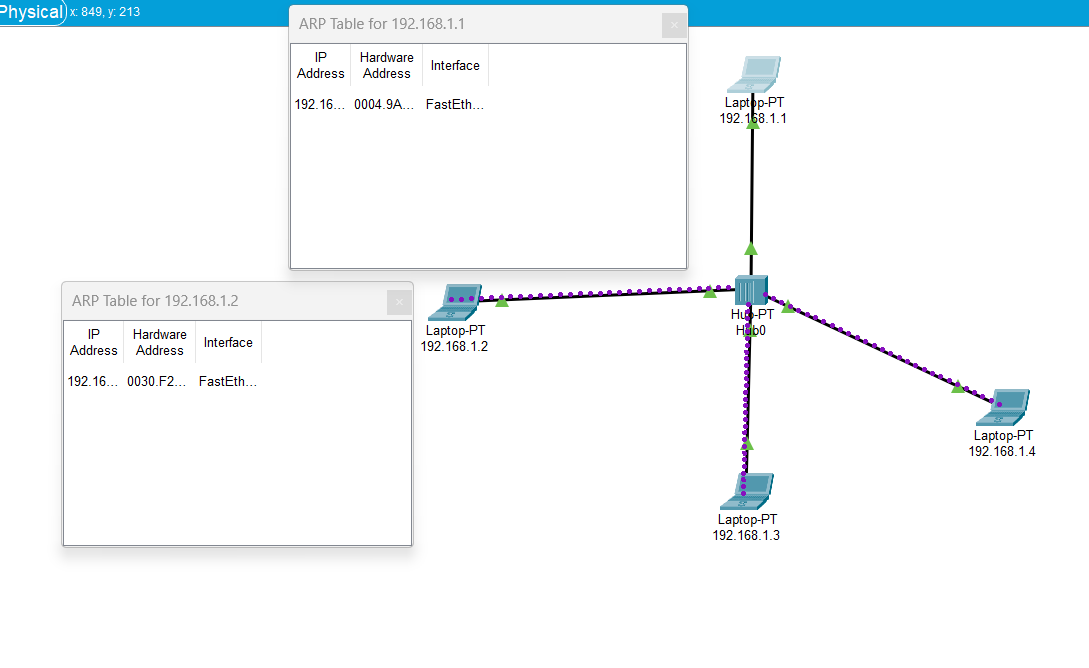 Physical x: 849, y: 213
ARP Table for 192.168.1.1
IP Address Hardware Address Interface
192.16... 0004.9A... FastEth...
Laptop-PT
192.168.1.1
ARP Table for 192.168.1.2
IP Address Hardware Address Interface
192.16... 0030.F2... FastEth...
Laptop-PT
192.168.1.2
Hub-PT
Hub0
Laptop-PT
192.168.1.4
Laptop-PT
192.168.1.3